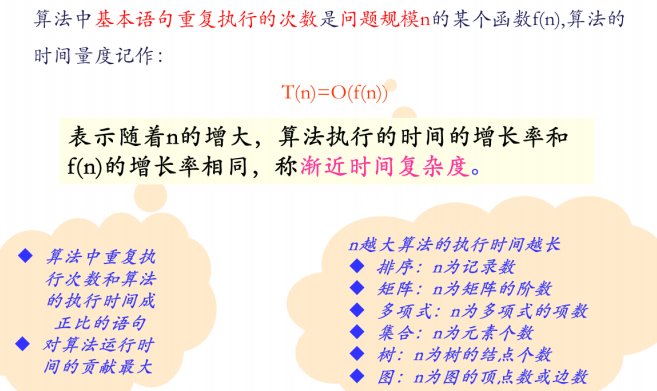 算法中基本语句重复执行的次数是问题规模n的某个函数f(n),算法的
时间量度记作：
T(n)=O(f(n))
表示随着n的增大，算法执行的时间的增长率和
f(n)的增长率相同，称渐近时间复杂度。
◆ 算法中重复执
行次数和算法
的执行时间成
正比的语句
◆ 对算法运行时
间的贡献最大
n越大算法的执行时间越长
◆ 排序：n为记录数
◆ 矩阵：n为矩阵的阶数
◆ 多项式：n为多项式的项数
◆ 集合：n为元素个数
◆ 树：n为树的结点个数
◆ 图：n为图的顶点数或边数